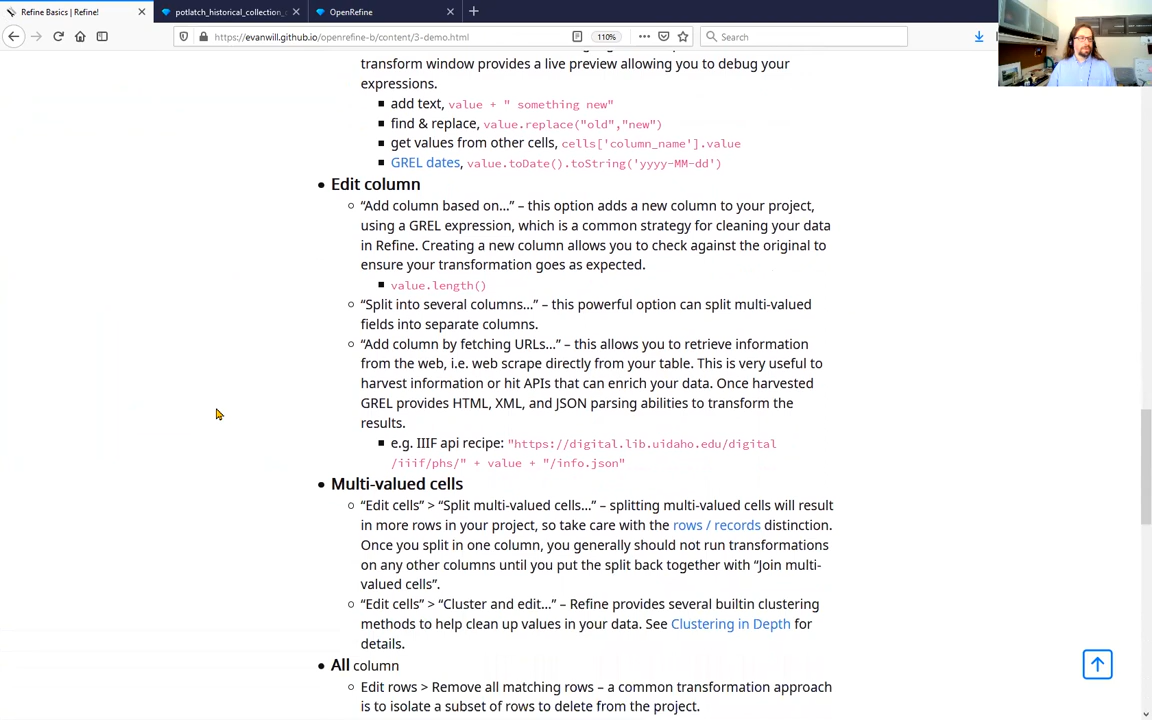 Refine Basics | Refine!
potlatch_historical_collection_
OpenRefine
https://evanwill.github.io/openrefine-b/content/3-demo.html
110%
Search
transform window provides a live preview allowing you to debug your
expressions.
add text, value + " something new"
find & replace, value.replace("old","new")
get values from other cells, cells['column_name'].value
GREL dates, value.toDate().toString('yyyy-MM-dd')
Edit column
“Add column based on…” – this option adds a new column to your project,
using a GREL expression, which is a common strategy for cleaning your data
in Refine. Creating a new column allows you to check against the original to
ensure your transformation goes as expected.
value.length()
“Split into several columns…” – this powerful option can split multi-valued
fields into separate columns.
“Add column by fetching URLs…” – this allows you to retrieve information
from the web, i.e. web scrape directly from your table. This is very useful to
harvest information or hit APIs that can enrich your data. Once harvested
GREL provides HTML, XML, and JSON parsing abilities to transform the
results.
e.g. IIIF api recipe: "https://digital.lib.uidaho.edu/digital
/iiif/phs/" + value + "/info.json"
Multi-valued cells
“Edit cells” > “Split multi-valued cells…” – splitting multi-valued cells will result
in more rows in your project, so take care with the rows / records distinction.
Once you split in one column, you generally should not run transformations
on any other columns until you put the split back together with “Join multi-
valued cells”.
“Edit cells” > “Cluster and edit…” – Refine provides several builtin clustering
methods to help clean up values in your data. See Clustering in Depth for
details.
All column
Edit rows > Remove all matching rows – a common transformation approach
is to isolate a subset of rows to delete from the project.